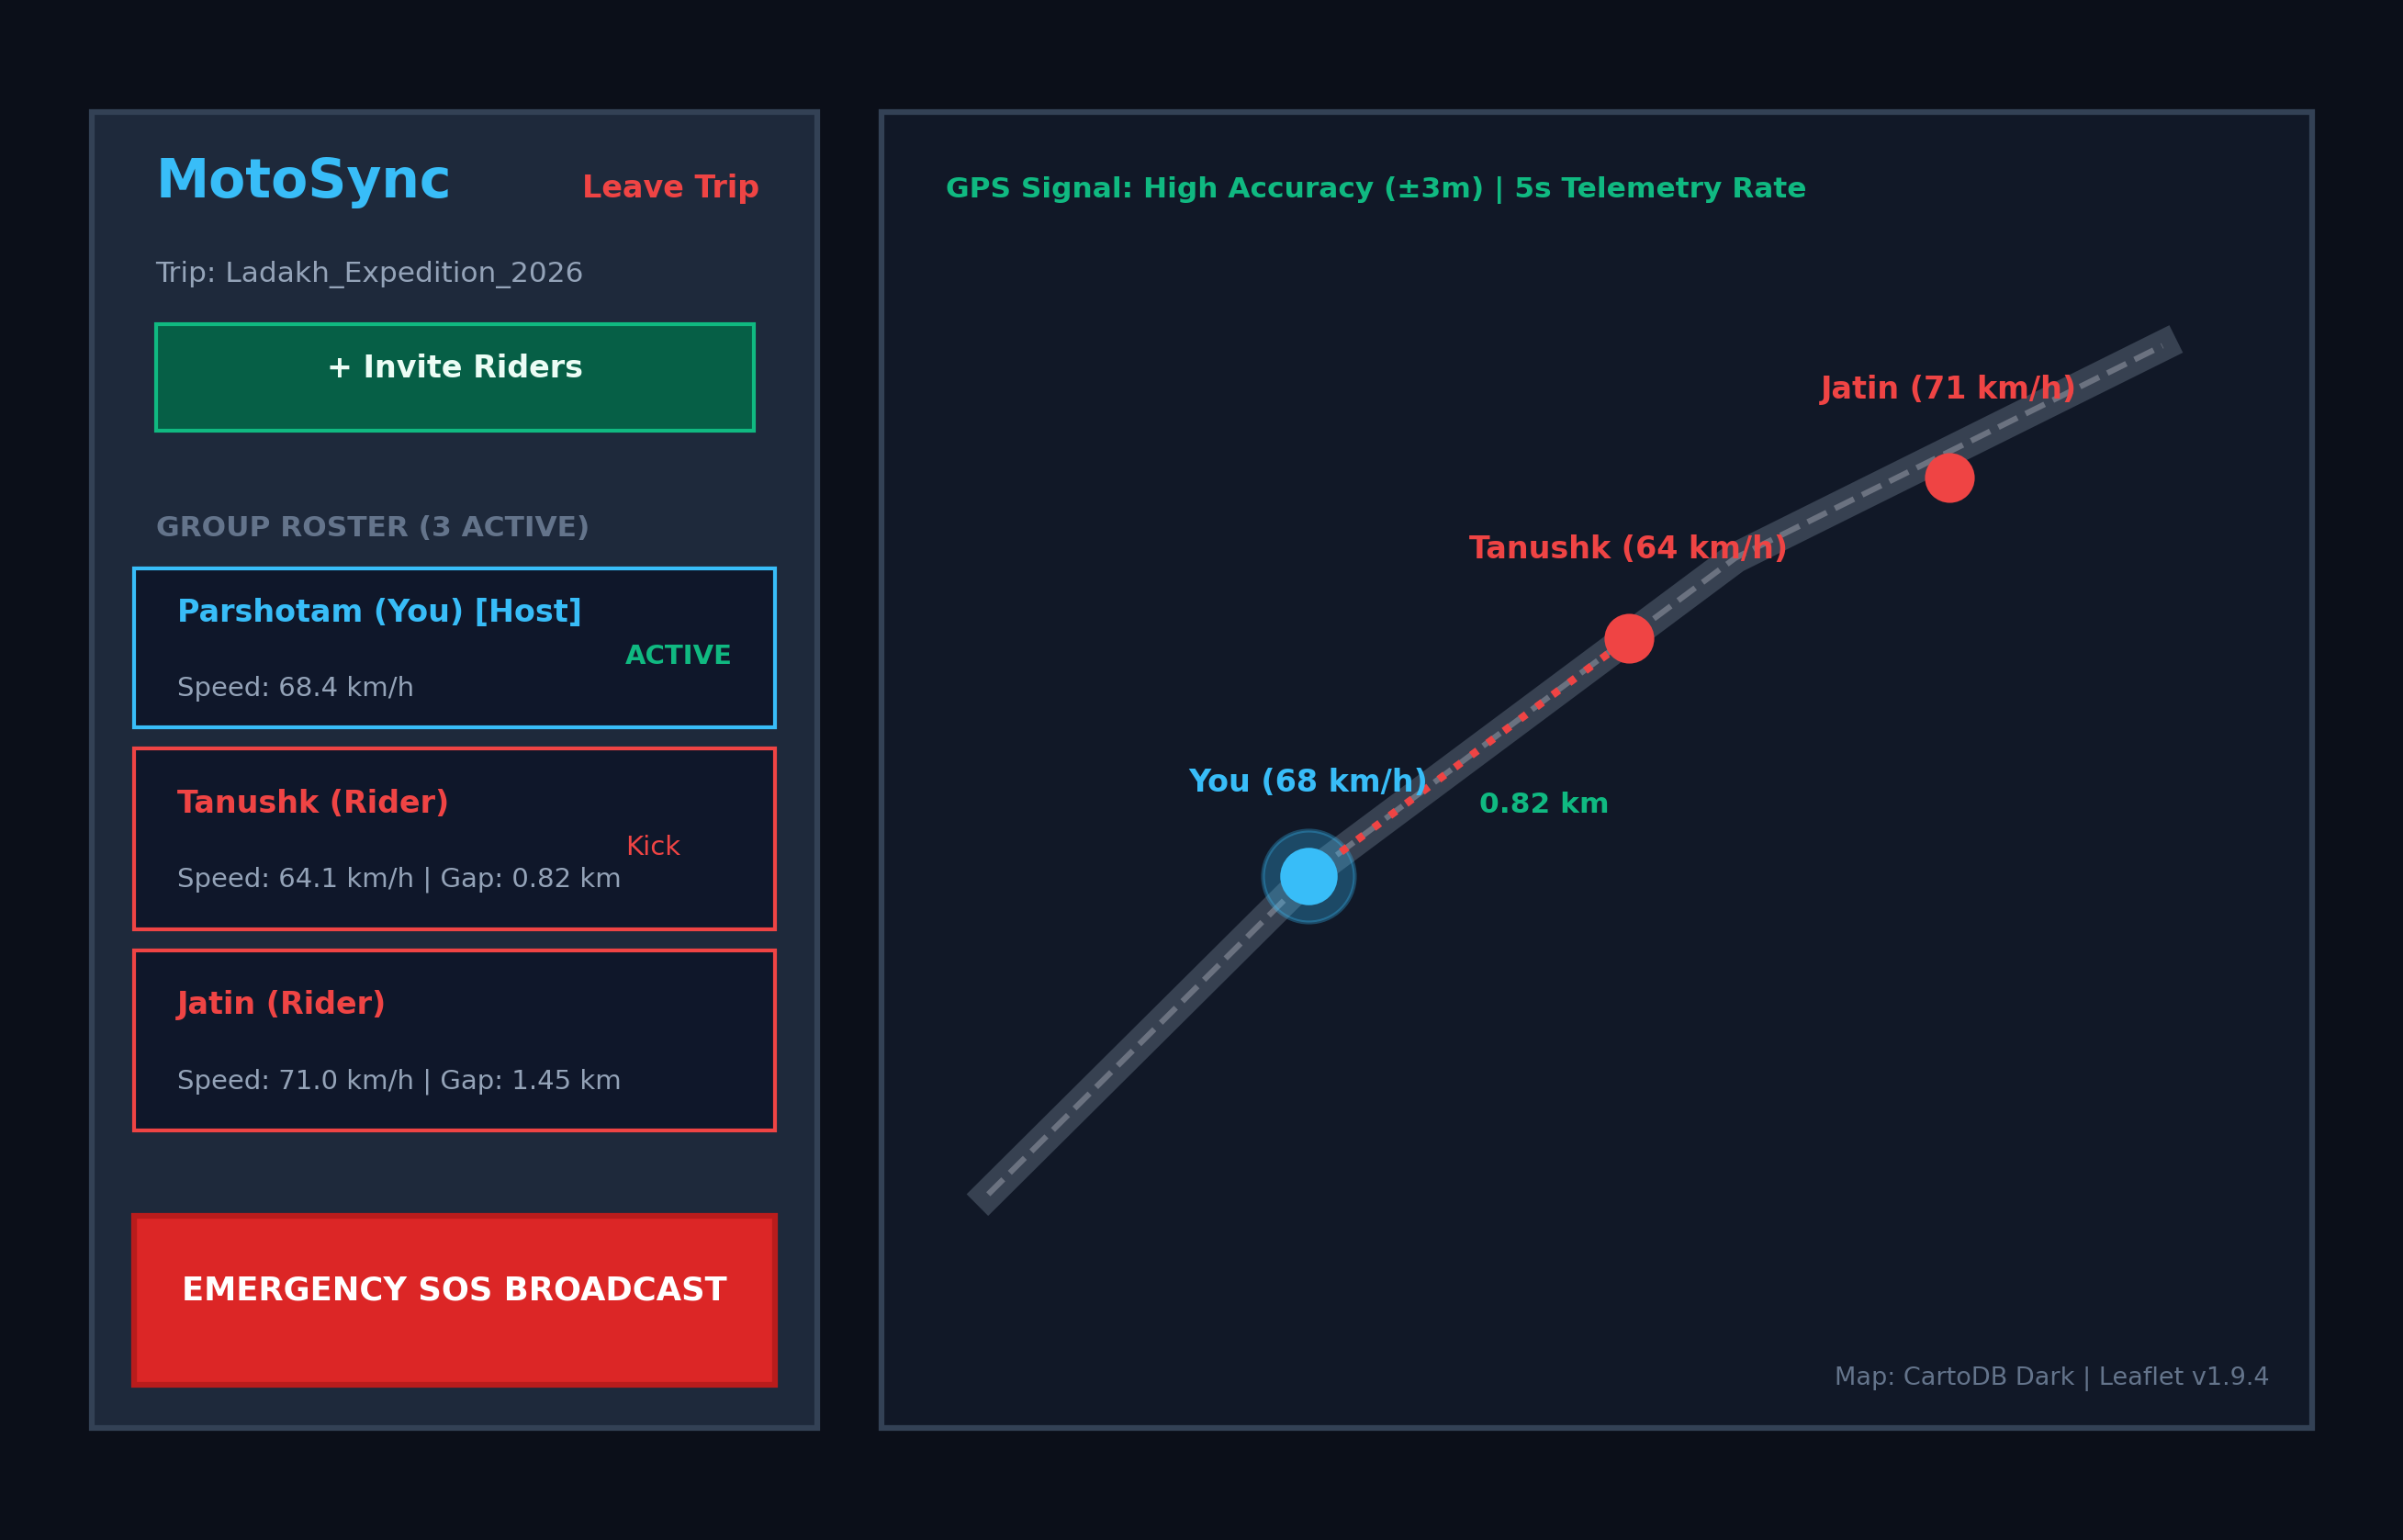 MotoSync
Leave Trip
Trip: Ladakh_Expedition_2026
+ Invite Riders
GROUP ROSTER (3 ACTIVE)
Parshotam (You) [Host]
ACTIVE
Speed: 68.4 km/h
Tanushk (Rider)
Kick
Speed: 64.1 km/h | Gap: 0.82 km
Jatin (Rider)
Speed: 71.0 km/h | Gap: 1.45 km
EMERGENCY SOS BROADCAST
GPS Signal: High Accuracy (±3m) | 5s Telemetry Rate
Jatin (71 km/h)
Tanushk (64 km/h)
You (68 km/h)
0.82 km
Map: CartoDB Dark | Leaflet v1.9.4